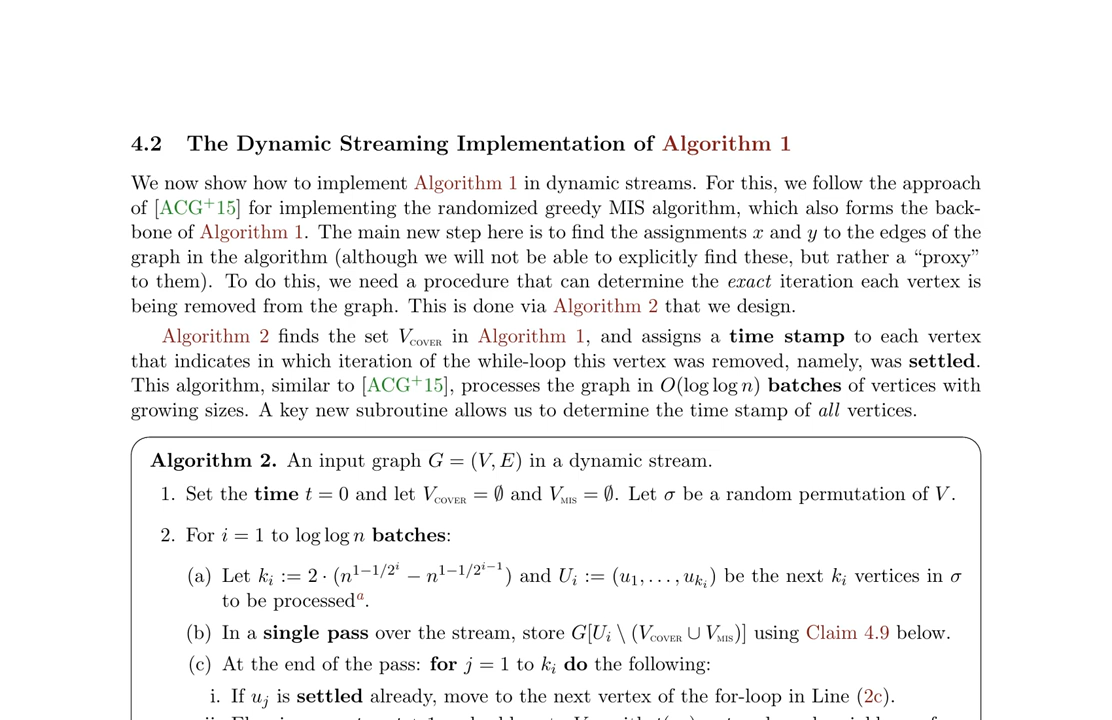 4.2 The Dynamic Streaming Implementation of Algorithm 1
We now show how to implement Algorithm 1 in dynamic streams. For this, we follow the approach
of [ACG⁺15] for implementing the randomized greedy MIS algorithm, which also forms the back-
bone of Algorithm 1. The main new step here is to find the assignments x and y to the edges of the
graph in the algorithm (although we will not be able to explicitly find these, but rather a “proxy”
to them). To do this, we need a procedure that can determine the exact iteration each vertex is
being removed from the graph. This is done via Algorithm 2 that we design.
Algorithm 2 finds the set V_COVER in Algorithm 1, and assigns a time stamp to each vertex
that indicates in which iteration of the while-loop this vertex was removed, namely, was settled.
This algorithm, similar to [ACG⁺15], processes the graph in O(log log n) batches of vertices with
growing sizes. A key new subroutine allows us to determine the time stamp of all vertices.
Algorithm 2. An input graph G = (V, E) in a dynamic stream.
1. Set the time t = 0 and let V_COVER = ∅ and V_MIS = ∅. Let σ be a random permutation of V.
2. For i = 1 to log log n batches:
(a) Let k_i := 2 · (n^{1−1/2^i} − n^{1−1/2^{i−1}}) and U_i := (u_1, . . . , u_{k_i}) be the next k_i vertices in σ
to be processed^a.
(b) In a single pass over the stream, store G[U_i \ (V_COVER ∪ V_MIS)] using Claim 4.9 below.
(c) At the end of the pass: for j = 1 to k_i do the following:
i. If u_j is settled already, move to the next vertex of the for-loop in Line (2c).